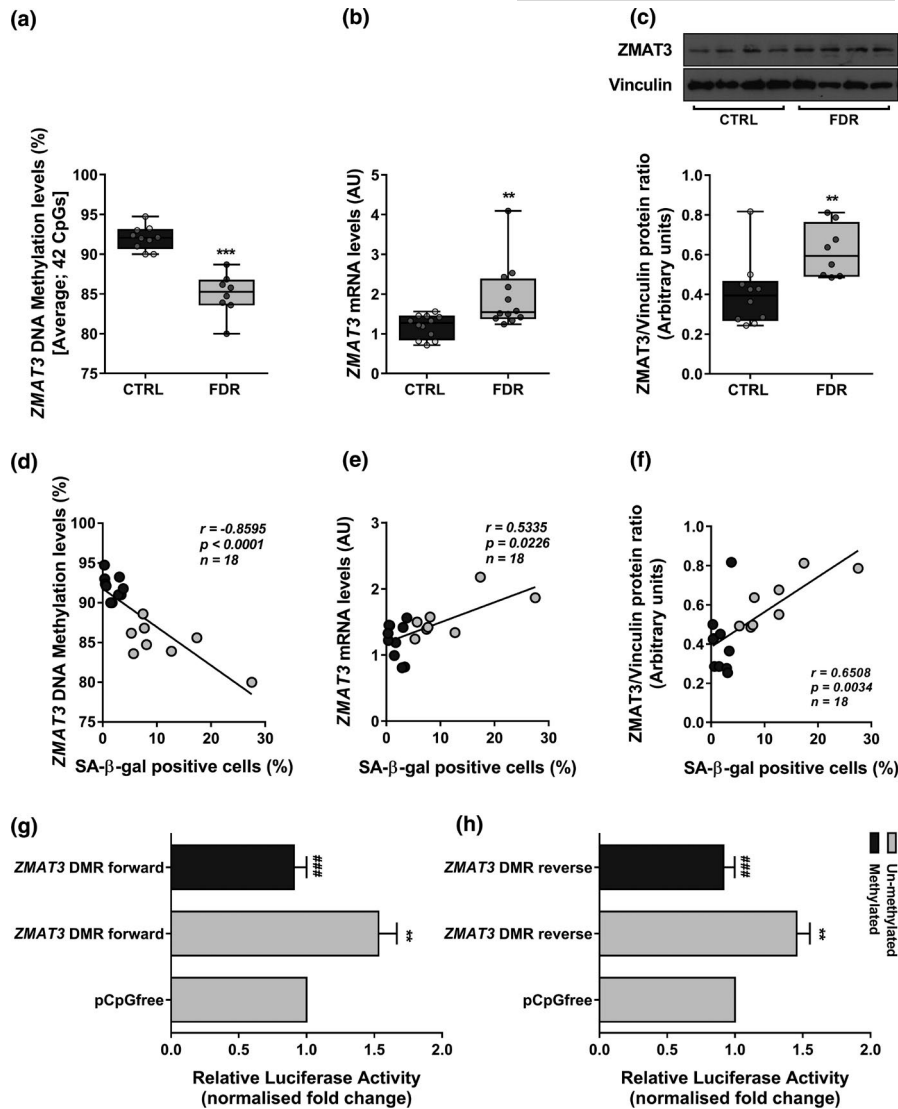 (a)
(b)
(c)
ZMAT3
Vinculin
CTRL
FDR
ZMAT3 DNA Methylation levels (%)
[Average; 42 CpGs]
100
95
90
85
80
75
***
CTRL
FDR
ZMAT3 mRNA levels (AU)
5
4
3
2
1
0
**
CTRL
FDR
ZMAT3/Vinculin protein ratio
(Arbitrary units)
1.0
0.8
0.6
0.4
0.2
0.0
**
CTRL
FDR
(d)
(e)
(f)
ZMAT3 DNA Methylation levels (%)
100
95
90
85
80
75
r = -0.8595
p < 0.0001
n = 18
0
10
20
30
SA-β-gal positive cells (%)
ZMAT3 mRNA levels (AU)
3
2
1
0
r = 0.5335
p = 0.0226
n = 18
0
10
20
30
SA-β-gal positive cells (%)
ZMAT3/Vinculin protein ratio
(Arbitrary units)
1.0
0.8
0.6
0.4
0.2
0.0
r = 0.6508
p = 0.0034
n = 18
0
10
20
30
SA-β-gal positive cells (%)
(g)
ZMAT3 DMR forward
###
ZMAT3 DMR forward
**
pCpGfree
0.0
0.5
1.0
1.5
2.0
Relative Luciferase Activity
(normalised fold change)
(h)
ZMAT3 DMR reverse
###
ZMAT3 DMR reverse
**
pCpGfree
0.0
0.5
1.0
1.5
2.0
Relative Luciferase Activity
(normalised fold change)
Un-methylated
Methylated